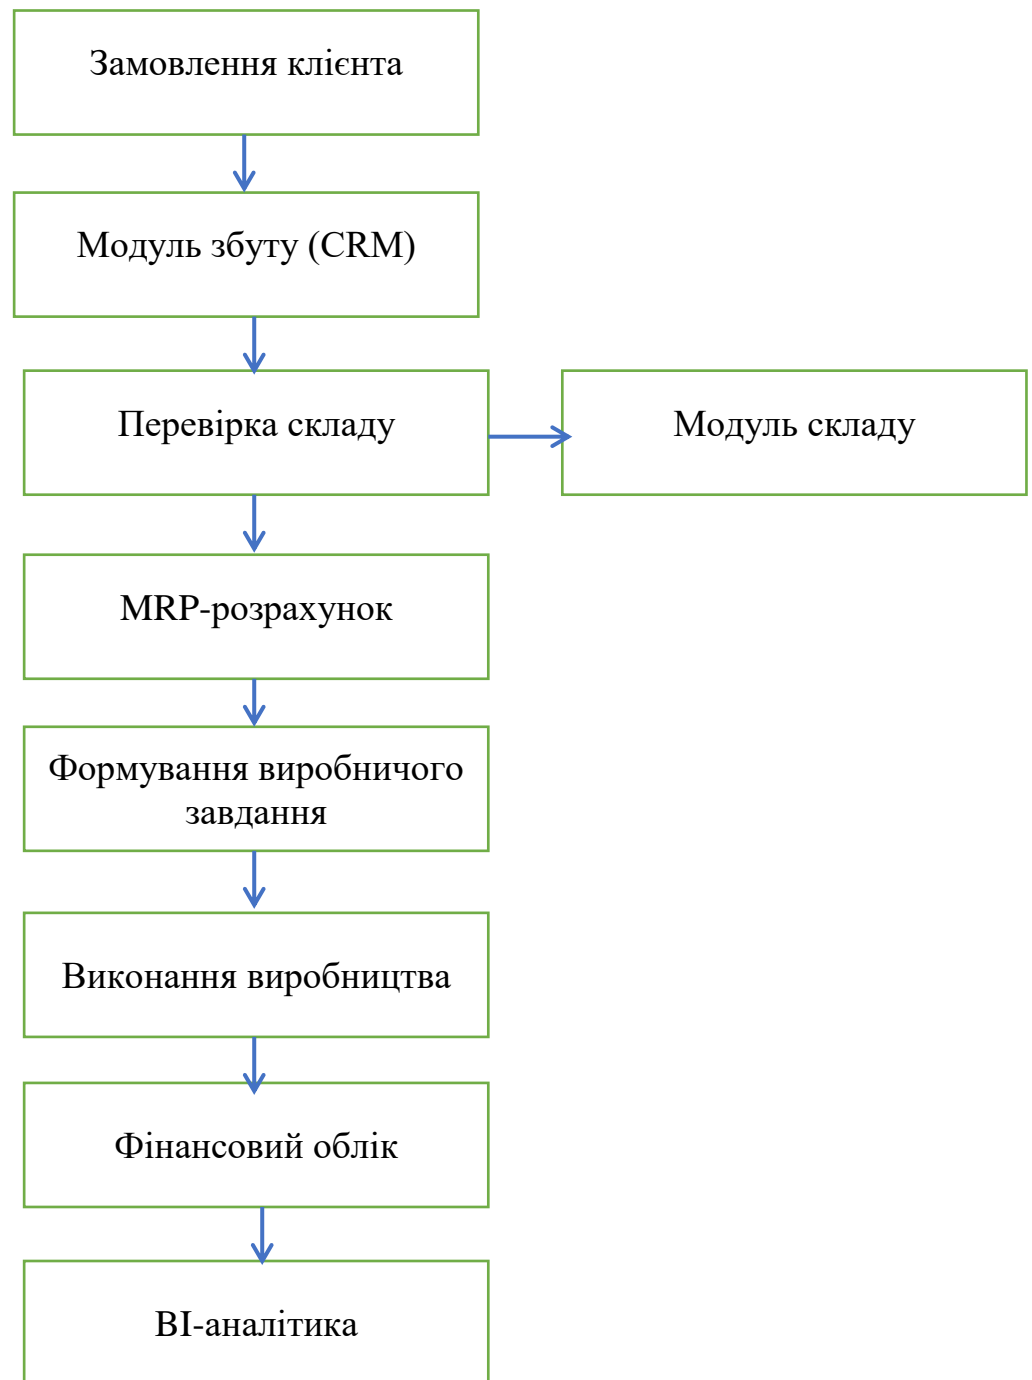 Замовлення клієнта
Модуль збуту (CRM)
Перевірка складу
Модуль складу
MRP-розрахунок
Формування виробничого
завдання
Виконання виробництва
Фінансовий облік
BI-аналітика